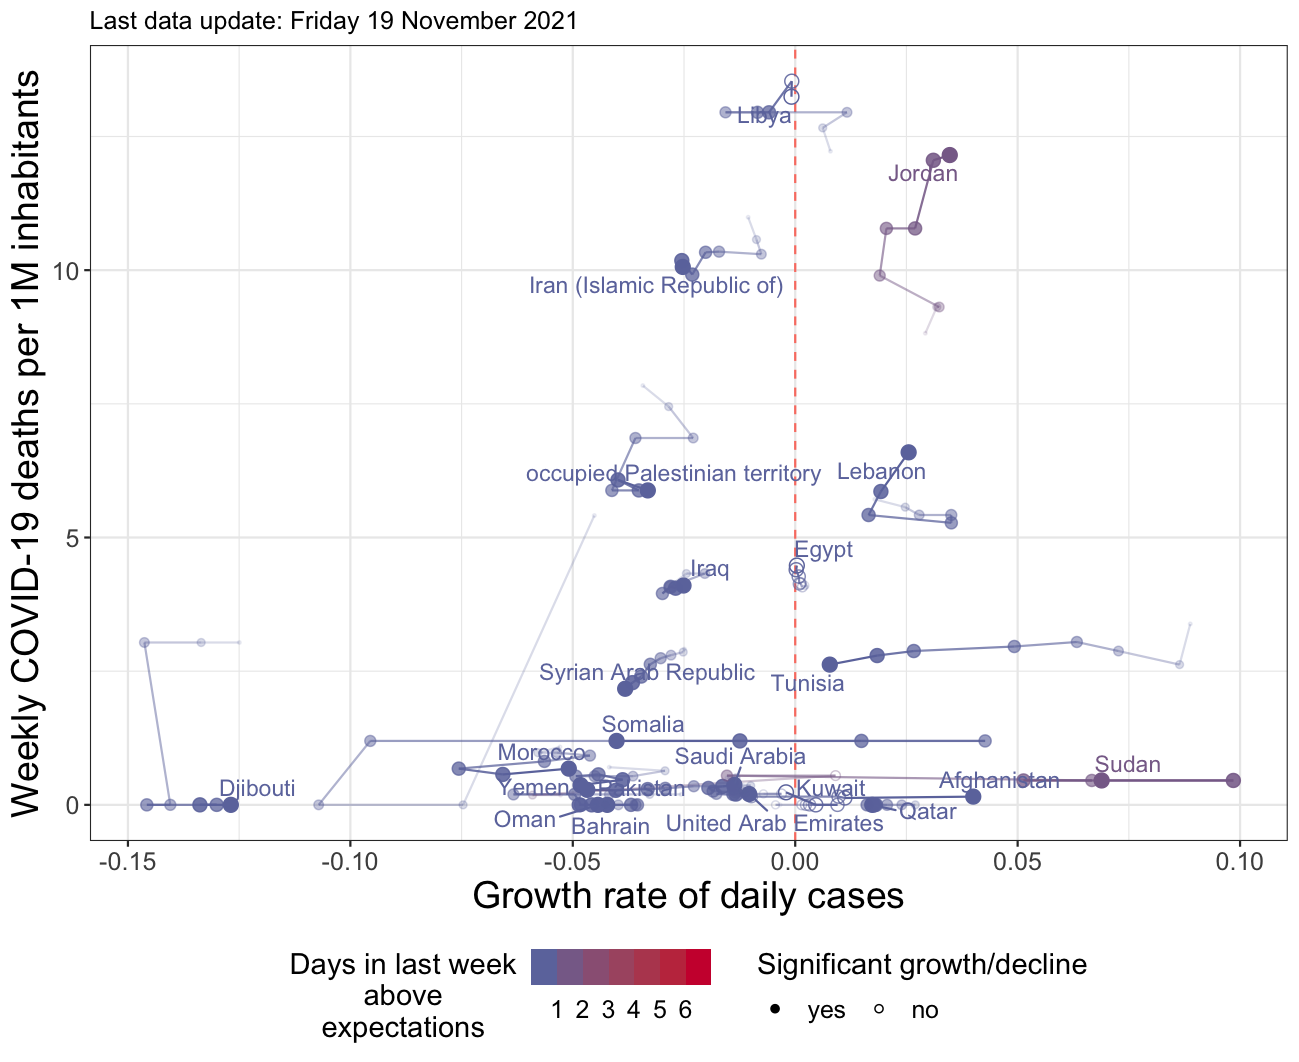 Last data update: Friday 19 November 2021
Weekly COVID-19 deaths per 1M inhabitants
10
5
0
Libya
Jordan
Iran (Islamic Republic of)
occupied Palestinian territory
Lebanon
Egypt
Iraq
Syrian Arab Republic
Tunisia
Somalia
Morocco
Saudi Arabia
Sudan
Djibouti
Yemen
Pakistan
Kuwait
Afghanistan
Oman
Bahrain
United Arab Emirates
Qatar
-0.15 -0.10 -0.05 0.00 0.05 0.10
Growth rate of daily cases
Days in last week
above
expectations
1 2 3 4 5 6
Significant growth/decline
yes no